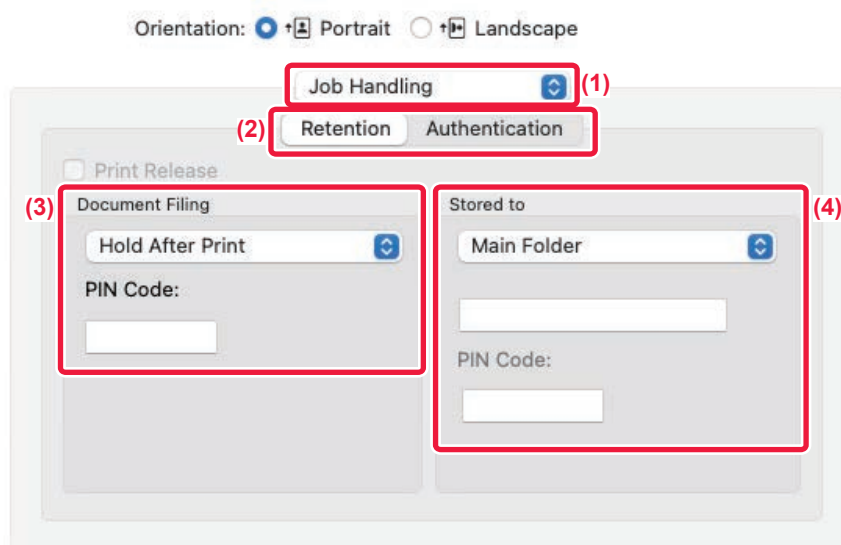 Orientation: Portrait Landscape
Job Handling (1)
(2) Retention Authentication
Print Release
(3) Document Filing Stored to (4)
Hold After Print Main Folder
PIN Code:
PIN Code: